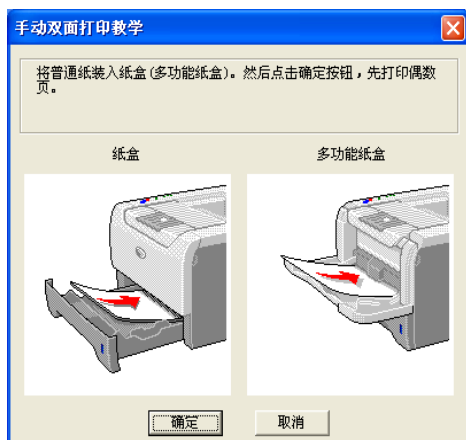 手动双面打印教学
将普通纸装入纸盒(多功能纸盒)。然后点击确定按钮，先打印偶数
页。
纸盒
多功能纸盒
确定
取消